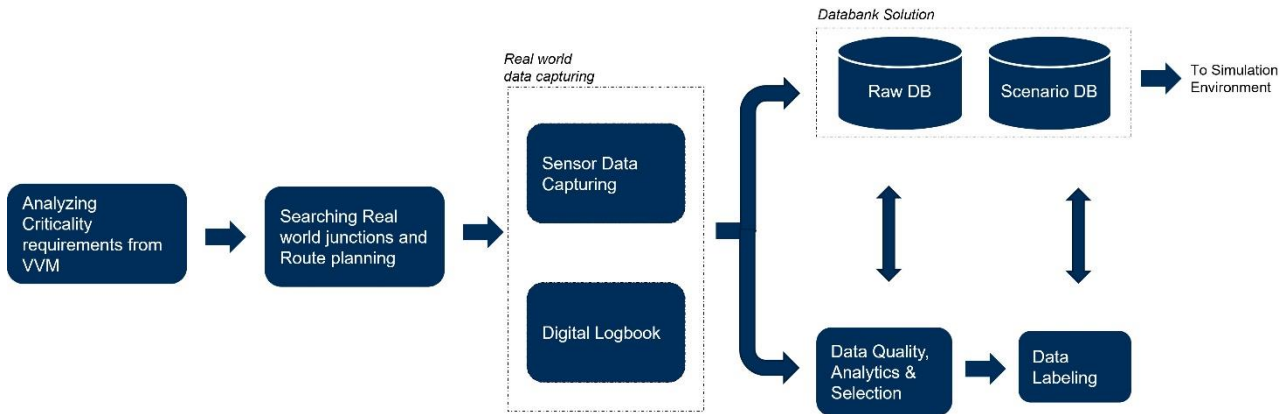 Databank Solution
Real world
data capturing
Raw DB
Scenario DB
To Simulation
Environment
Sensor Data
Capturing
Analyzing
Criticality
requirements from
VVM
Searching Real
world junctions and
Route planning
Digital Logbook
Data Quality,
Analytics &
Selection
Data
Labeling